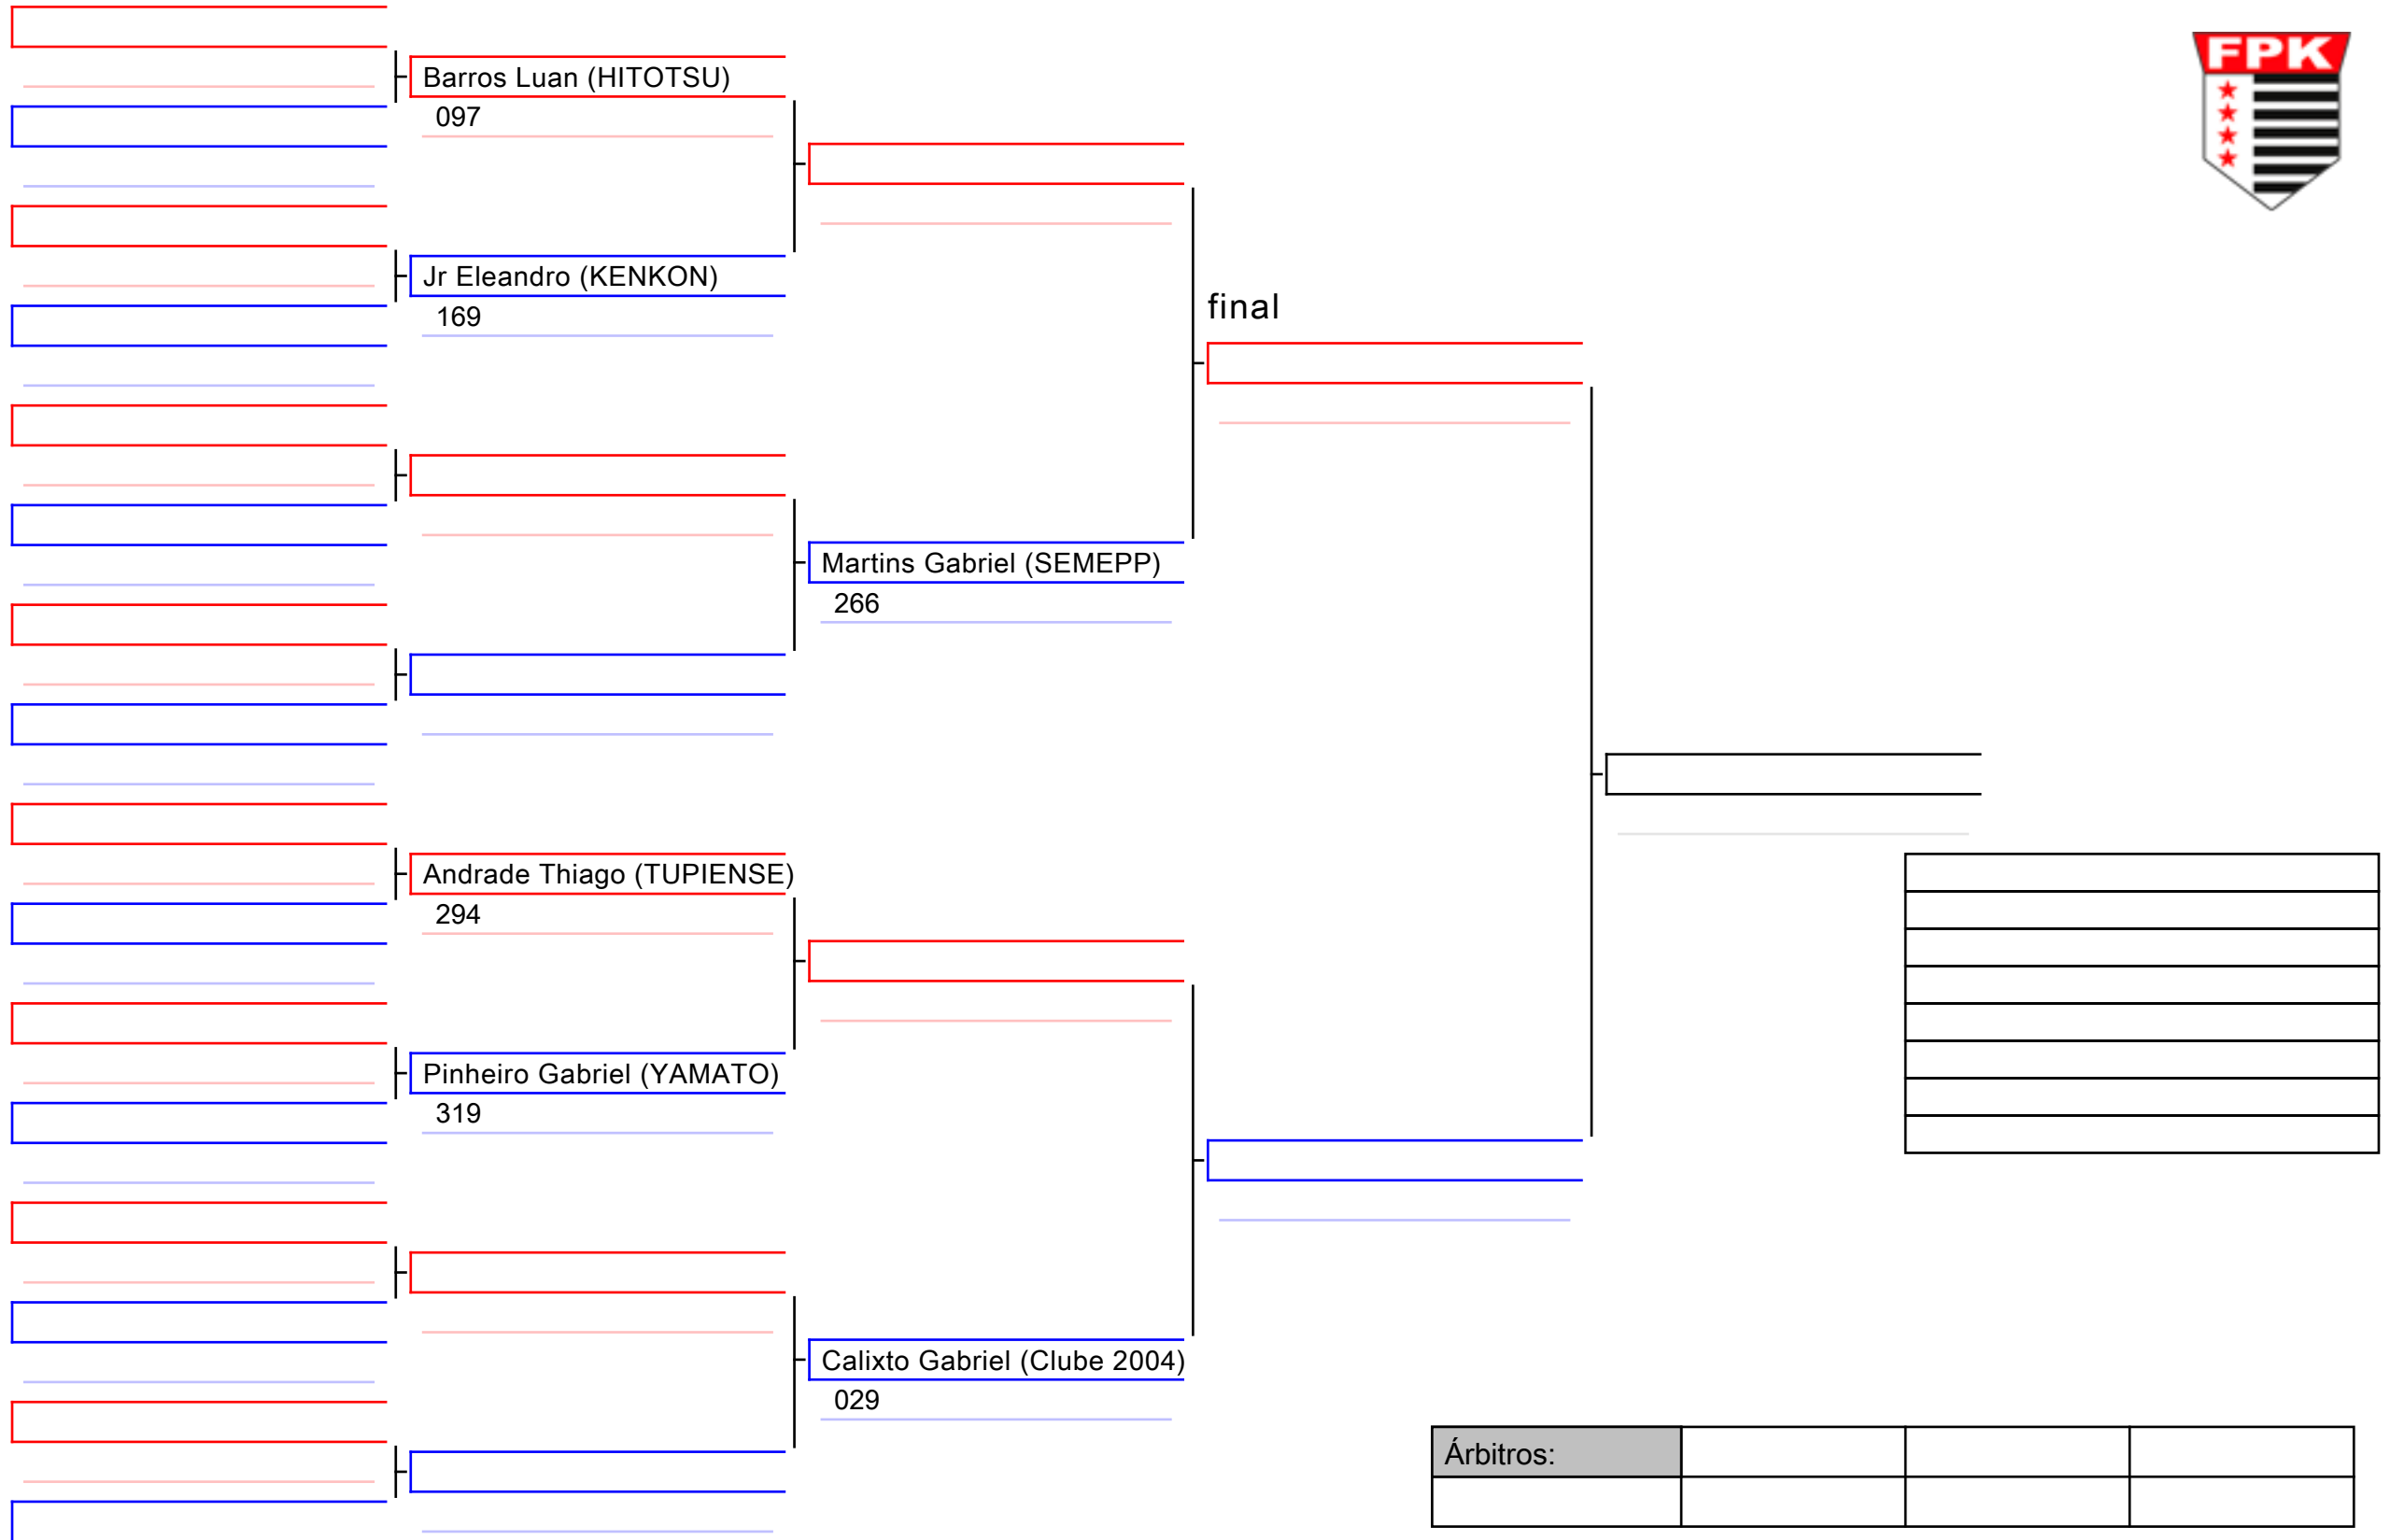 FPK
Barros Luan (HITOTSU)
097
Jr Eleandro (KENKON)
169
final
Martins Gabriel (SEMEPP)
266
Andrade Thiago (TUPIENSE)
294
Pinheiro Gabriel (YAMATO)
319
Calixto Gabriel (Clube 2004)
029
Árbitros: